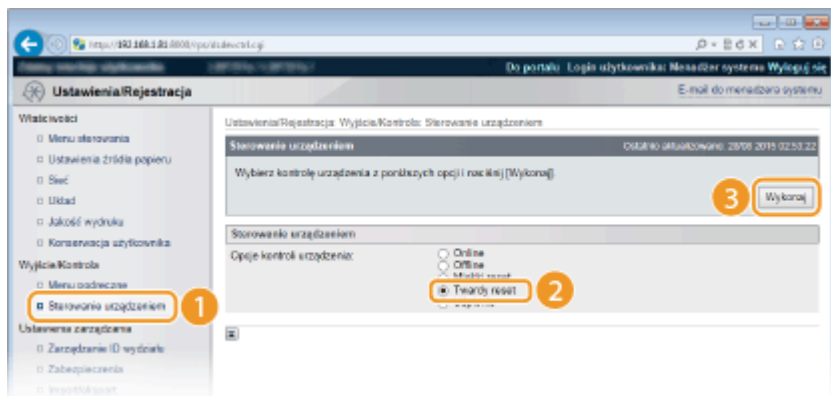 Do portalu Login użytkownika: Menadżer systemu Wyloguj się
Ustawienia/Rejestracja
E-mail do menadżera systemu
Właściwości
Menu sterowania
Ustawienia źródła papieru
Sieć
Układ
Jakość wydruku
Konserwacja użytkownika
Wyjście/Kontrola
Menu podręczne
Sterowanie urządzeniem
1
Ustawienia zarządzania
Zarządzanie ID wydziału
Zabezpieczenia
Ustawienia/Rejestracja: Wyjście/Kontrola: Sterowanie urządzeniem
Sterowanie urządzeniem
Ostatnio aktualizowano: 28/08 2015 02:53:22
Wybierz kontrolę urządzenia z poniższych opcji i naciśnij [Wykonaj].
3
Wykonaj
Sterowanie urządzeniem
Opcje kontroli urządzenia:
Online
Offline
Twardy reset
2